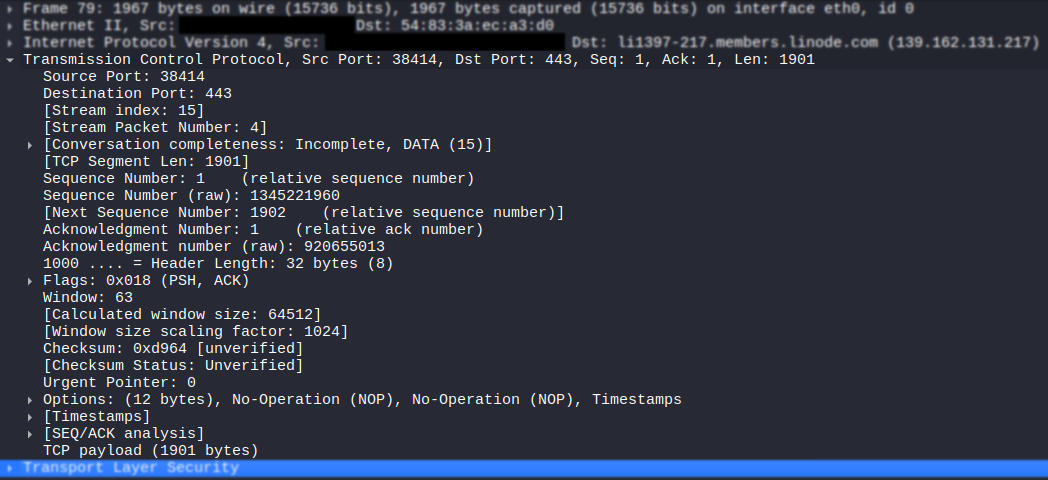 Frame 79: 1967 bytes on wire (15736 bits), 1967 bytes captured (15736 bits) on interface eth0, id 0
Ethernet II, Src: Dst: 54:83:3a:ec:a3:d0
Internet Protocol Version 4, Src: Dst: li1397-217.members.linode.com (139.162.131.217)
Transmission Control Protocol, Src Port: 38414, Dst Port: 443, Seq: 1, Ack: 1, Len: 1901
Source Port: 38414
Destination Port: 443
[Stream index: 15]
[Stream Packet Number: 4]
[Conversation completeness: Incomplete, DATA (15)]
[TCP Segment Len: 1901]
Sequence Number: 1    (relative sequence number)
Sequence Number (raw): 1345221960
[Next Sequence Number: 1902    (relative sequence number)]
Acknowledgment Number: 1    (relative ack number)
Acknowledgment number (raw): 920655013
1000 .... = Header Length: 32 bytes (8)
Flags: 0x018 (PSH, ACK)
Window: 63
[Calculated window size: 64512]
[Window size scaling factor: 1024]
Checksum: 0xd964 [unverified]
[Checksum Status: Unverified]
Urgent Pointer: 0
Options: (12 bytes), No-Operation (NOP), No-Operation (NOP), Timestamps
[Timestamps]
[SEQ/ACK analysis]
TCP payload (1901 bytes)
Transport Layer Security